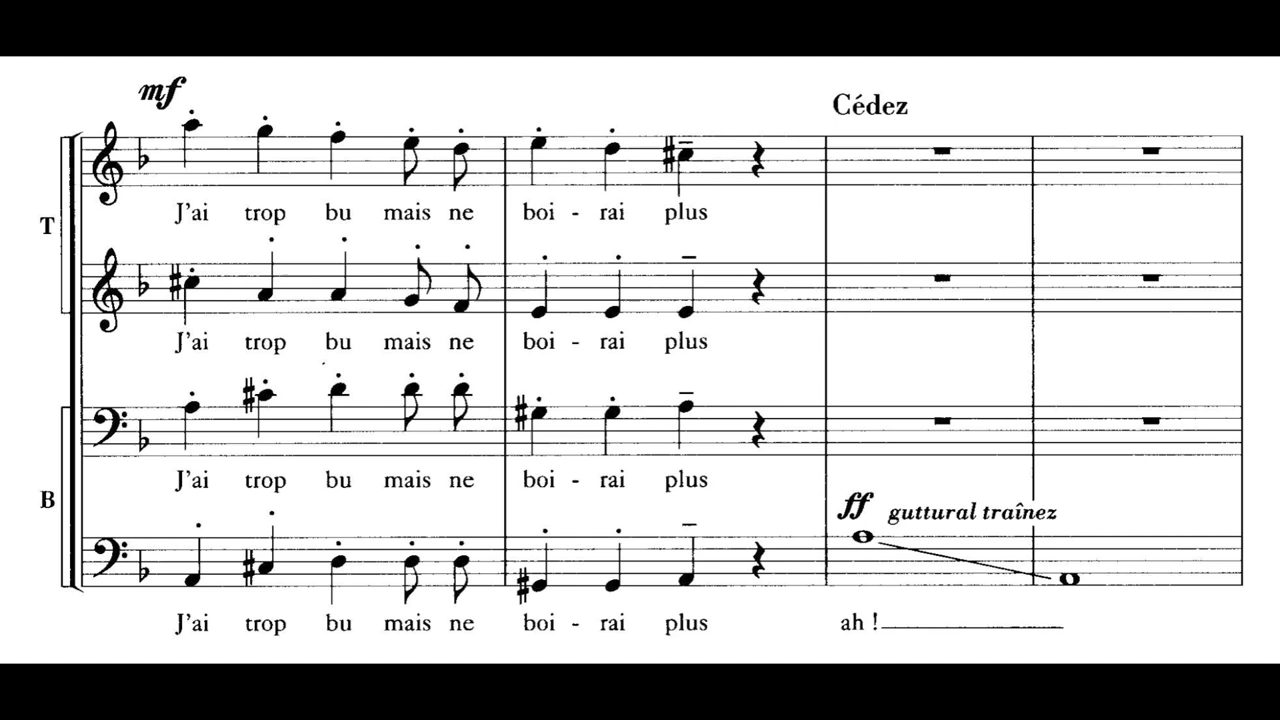 mf
Cédez
T
J'ai trop bu mais ne boi - rai plus
J'ai trop bu mais ne boi - rai plus
J'ai trop bu mais ne boi - rai plus
B
ff guttural traînez
J'ai trop bu mais ne boi - rai plus ah !